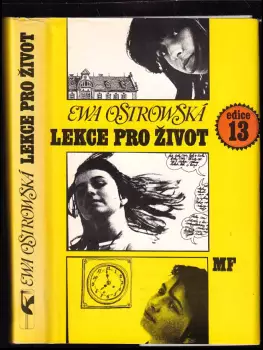 EWA OSTROWSKÁ LEKCE PRO ŽIVOT
EWA OSTROWSKÁ
LEKCE PRO ŽIVOT
edice
13
MF